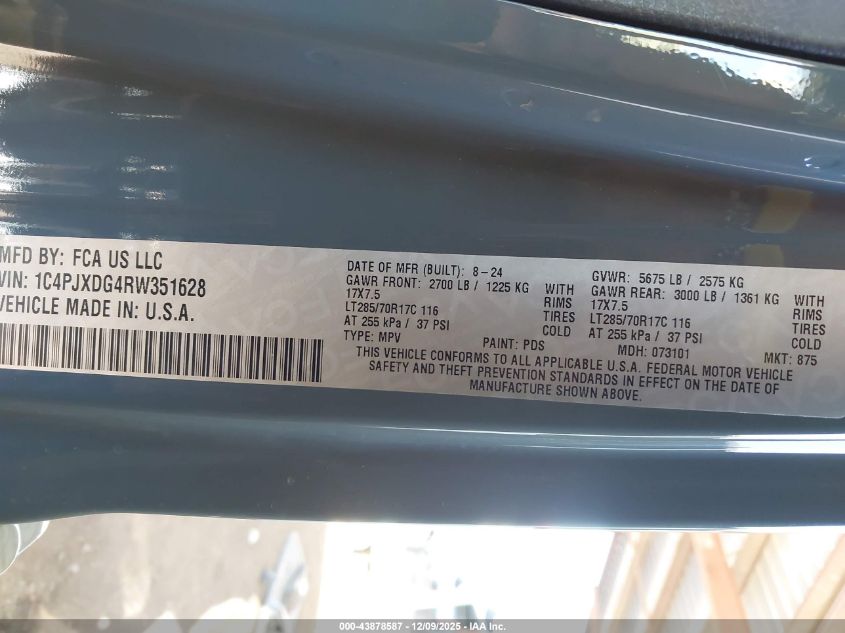 MFD BY: FCA US LLC
VIN: 1C4PJXDG4RW351628
VEHICLE MADE IN: U.S.A.
DATE OF MFR (BUILT): 8-24
GAWR FRONT: 2700 LB / 1225 KG WITH
17X7.5 RIMS
LT285/70R17C 116 TIRES
AT 255 kPa / 37 PSI COLD
TYPE: MPV PAINT: PDS
GVWR: 5675 LB / 2575 KG
GAWR REAR: 3000 LB / 1361 KG WITH
17X7.5 RIMS
LT285/70R17C 116 TIRES
AT 255 kPa / 37 PSI COLD
MDH: 073101 MKT: 875
THIS VEHICLE CONFORMS TO ALL APPLICABLE U.S.A. FEDERAL MOTOR VEHICLE
SAFETY AND THEFT PREVENTION STANDARDS IN EFFECT ON THE DATE OF
MANUFACTURE SHOWN ABOVE.
000-43878587 - 12/09/2025 - IAA, Inc.